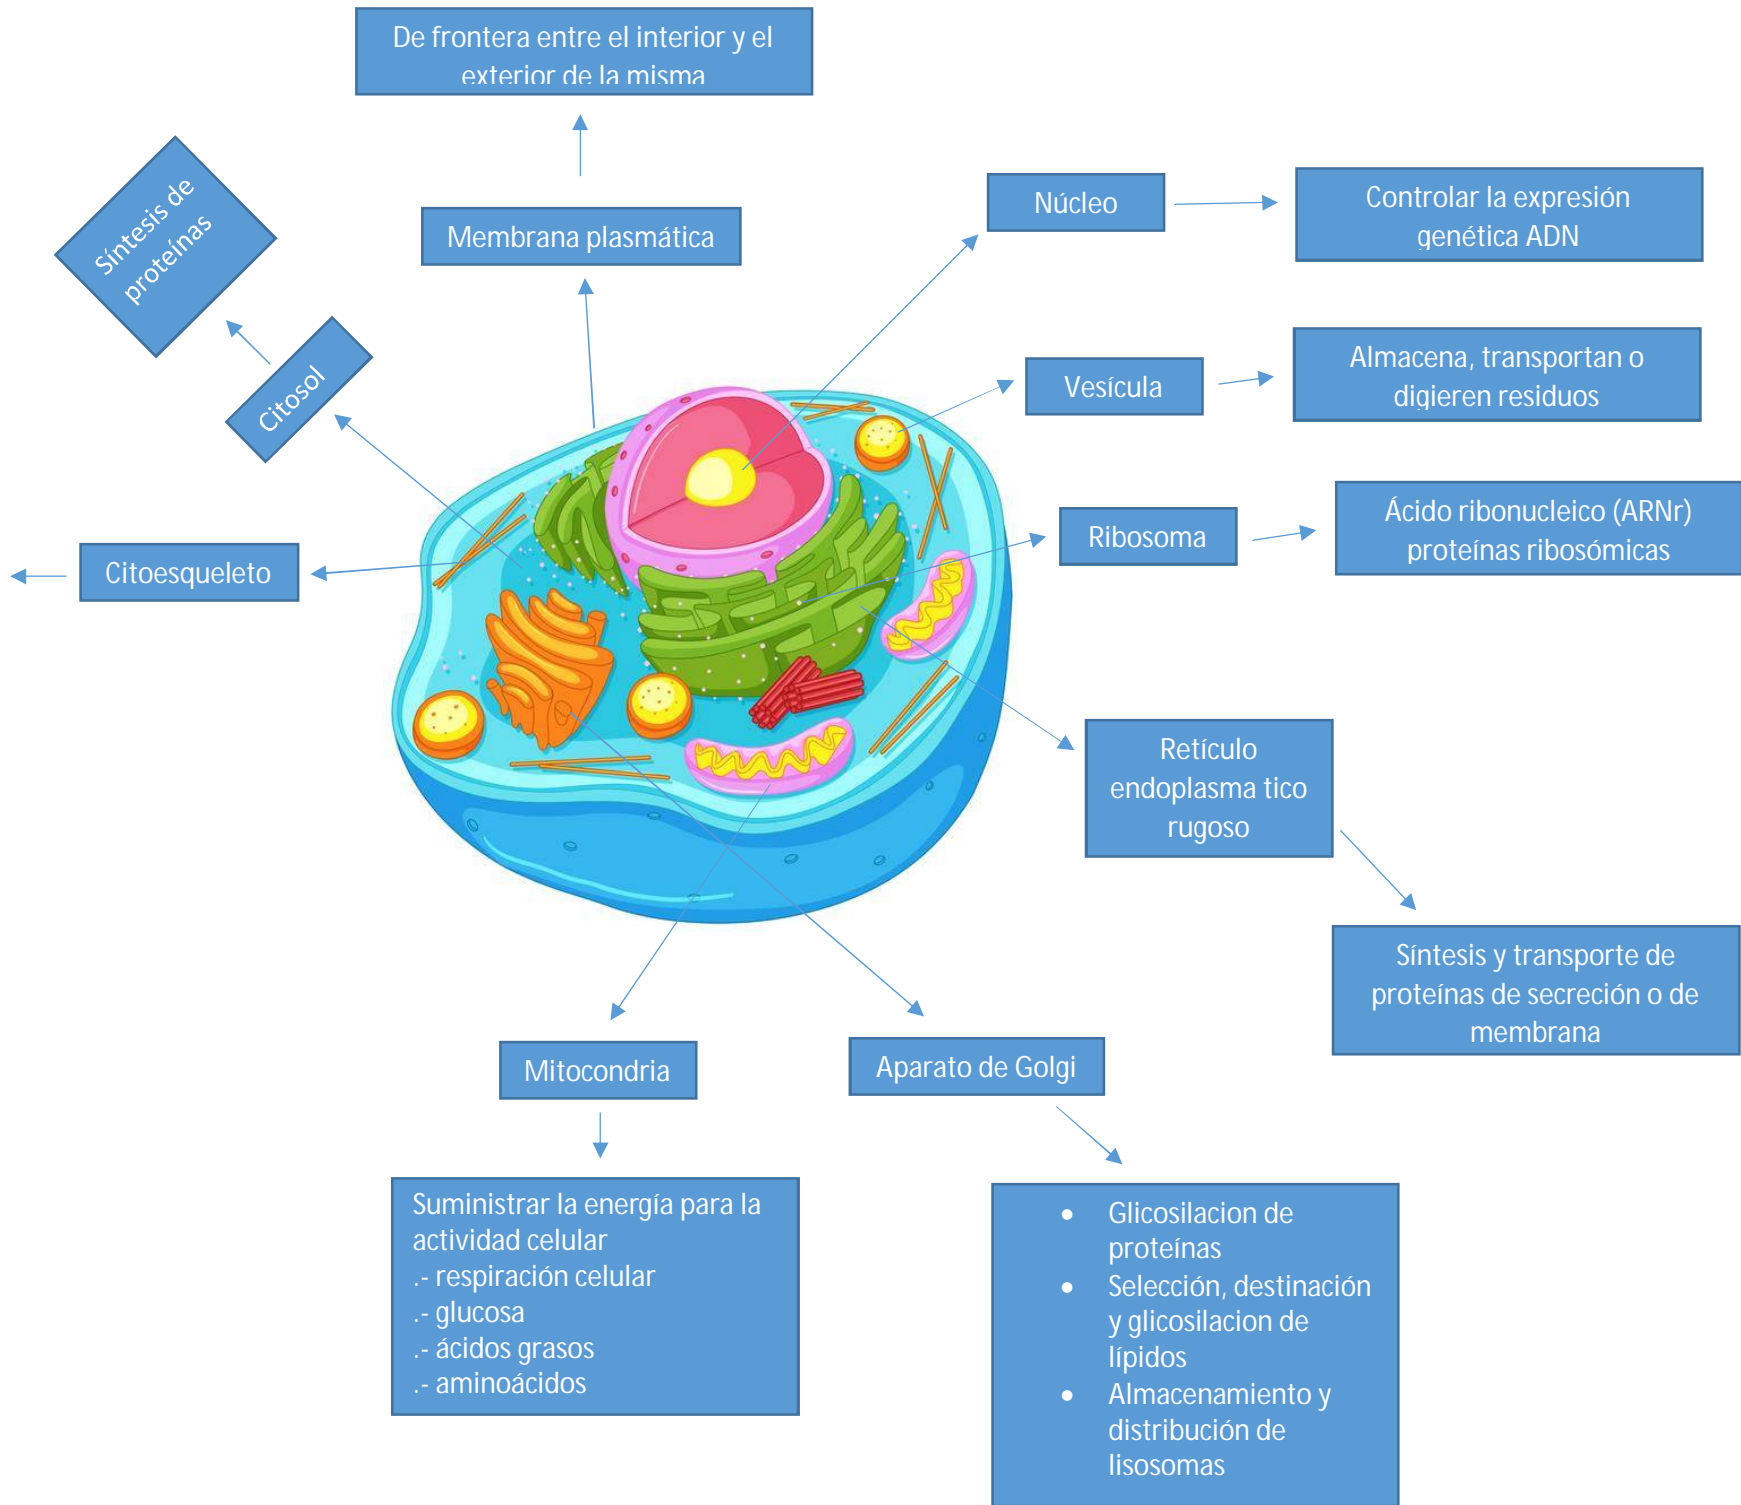 De frontera entre el interior y el
exterior de la misma
Síntesis de
proteínas
Membrana plasmática
Núcleo
Controlar la expresión
genética ADN
Citosol
Vesícula
Almacena, transportan o
digieren residuos
Citoesqueleto
Ribosoma
Ácido ribonucleico (ARNr)
proteínas ribosómicas
Retículo
endoplasma tico
rugoso
Síntesis y transporte de
proteínas de secreción o de
membrana
Mitocondria
Aparato de Golgi
Suministrar la energía para la
actividad celular
.- respiración celular
.- glucosa
.- ácidos grasos
.- aminoácidos
• Glicosilacion de
proteínas
• Selección, destinación
y glicosilacion de
lípidos
• Almacenamiento y
distribución de
lisosomas